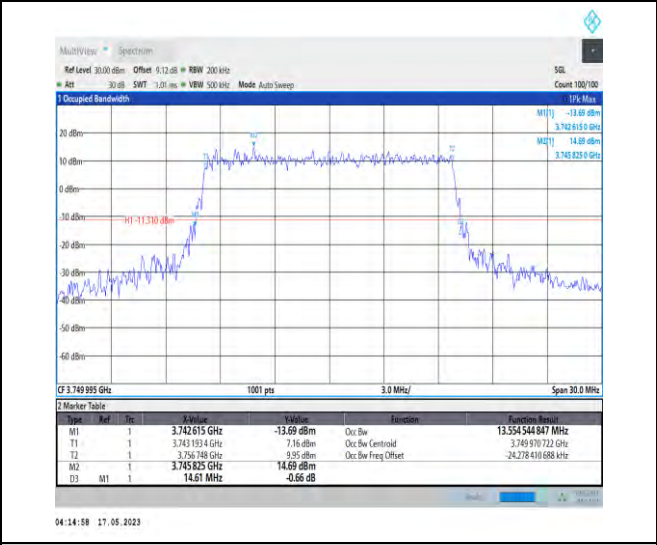 MultiView Spectrum
Ref Level 30.00 dBm Offset 9.12 dB RBW 200 kHz SGL
Att 30 dB SWT 1.01 ms VBW 500 kHz Mode Auto Sweep Count 100/100
1 Occupied Bandwidth 1Pk Max
M1[1] -13.69 dBm
3.742 615 0 GHz
20 dBm M2[1] 14.69 dBm
3.745 825 0 GHz
10 dBm
0 dBm
-10 dBm H1 -11.310 dBm
-20 dBm
-30 dBm
-40 dBm
-50 dBm
-60 dBm
CF 3.749 995 GHz 1001 pts 3.0 MHz/ Span 30.0 MHz
2 Marker Table
Type Ref Trc X-Value Y-Value Function Function Result
M1 1 3.742 615 GHz -13.69 dBm Occ Bw 13.554 544 847 MHz
T1 1 3.743 193 4 GHz 7.16 dBm Occ Bw Centroid 3.749 970 722 GHz
T2 1 3.756 748 GHz 9.95 dBm Occ Bw Freq Offset -24.278 410 688 kHz
M2 1 3.745 825 GHz 14.69 dBm
D3 M1 1 14.61 MHz -0.66 dB
04:14:58 17.05.2023